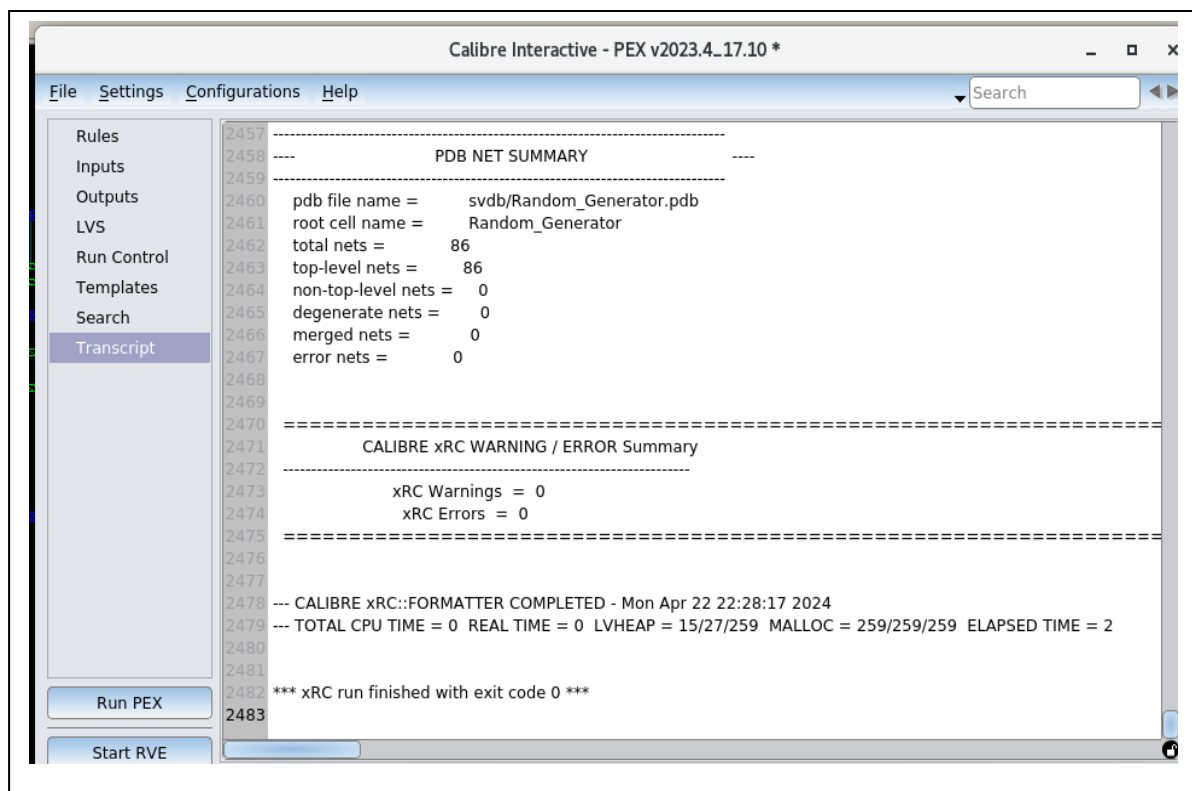 Calibre Interactive - PEX v2023.4_17.10 *
File Settings Configurations Help Search
Rules
Inputs
Outputs
LVS
Run Control
Templates
Search
Transcript
Run PEX
Start RVE
2457 --------------------------------------------------------------------------------
2458 ---- PDB NET SUMMARY ----
2459 --------------------------------------------------------------------------------
2460 pdb file name = svdb/Random_Generator.pdb
2461 root cell name = Random_Generator
2462 total nets = 86
2463 top-level nets = 86
2464 non-top-level nets = 0
2465 degenerate nets = 0
2466 merged nets = 0
2467 error nets = 0
2468
2469
2470 =====================================================================
2471 CALIBRE xRC WARNING / ERROR Summary
2472 ------------------------------------------------------------------------
2473 xRC Warnings = 0
2474 xRC Errors = 0
2475 =====================================================================
2476
2477
2478 --- CALIBRE xRC::FORMATTER COMPLETED - Mon Apr 22 22:28:17 2024
2479 --- TOTAL CPU TIME = 0 REAL TIME = 0 LVHEAP = 15/27/259 MALLOC = 259/259/259 ELAPSED TIME = 2
2480
2481
2482 *** xRC run finished with exit code 0 ***
2483